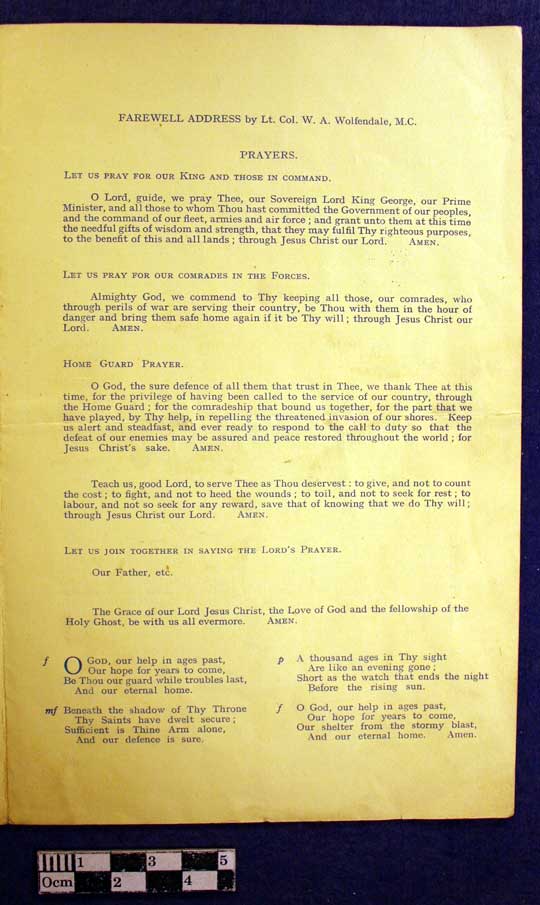 FAREWELL ADDRESS by Lt. Col. W. A. Wolfendale, M.C.
PRAYERS.
LET US PRAY FOR OUR KING AND THOSE IN COMMAND.
O Lord, guide, we pray Thee, our Sovereign Lord King George, our Prime
Minister, and all those to whom Thou hast committed the Government of our peoples,
and the command of our fleet, armies and air force ; and grant unto them at this time
the needful gifts of wisdom and strength, that they may fulfil Thy righteous purposes,
to the benefit of this and all lands ; through Jesus Christ our Lord. AMEN.
LET US PRAY FOR OUR COMRADES IN THE FORCES.
Almighty God, we commend to Thy keeping all those, our comrades, who
through perils of war are serving their country, be Thou with them in the hour of
danger and bring them safe home again if it be Thy will ; through Jesus Christ our
Lord. AMEN.
HOME GUARD PRAYER.
O God, the sure defence of all them that trust in Thee, we thank Thee at this
time, for the privilege of having been called to the service of our country, through
the Home Guard ; for the comradeship that bound us together, for the part that we
have played, by Thy help, in repelling the threatened invasion of our shores. Keep
us alert and steadfast, and ever ready to respond to the call to duty so that the
defeat of our enemies may be assured and peace restored throughout the world ; for
Jesus Christ's sake. AMEN.
Teach us, good Lord, to serve Thee as Thou deservest : to give, and not to count
the cost ; to fight, and not to heed the wounds ; to toil, and not to seek for rest ; to
labour, and not so seek for any reward, save that of knowing that we do Thy will ;
through Jesus Christ our Lord. AMEN.
LET US JOIN TOGETHER IN SAYING THE LORD'S PRAYER.
Our Father, etc.
The Grace of our Lord Jesus Christ, the Love of God and the fellowship of the
Holy Ghost, be with us all evermore. AMEN.
f O GOD, our help in ages past,
Our hope for years to come,
Be Thou our guard while troubles last,
And our eternal home.
mf Beneath the shadow of Thy Throne
Thy Saints have dwelt secure ;
Sufficient is Thine Arm alone,
And our defence is sure.
p A thousand ages in Thy sight
Are like an evening gone ;
Short as the watch that ends the night
Before the rising sun.
f O God, our help in ages past,
Our hope for years to come,
Our shelter from the stormy blast,
And our eternal home. Amen.
1 3 5
0cm 2 4